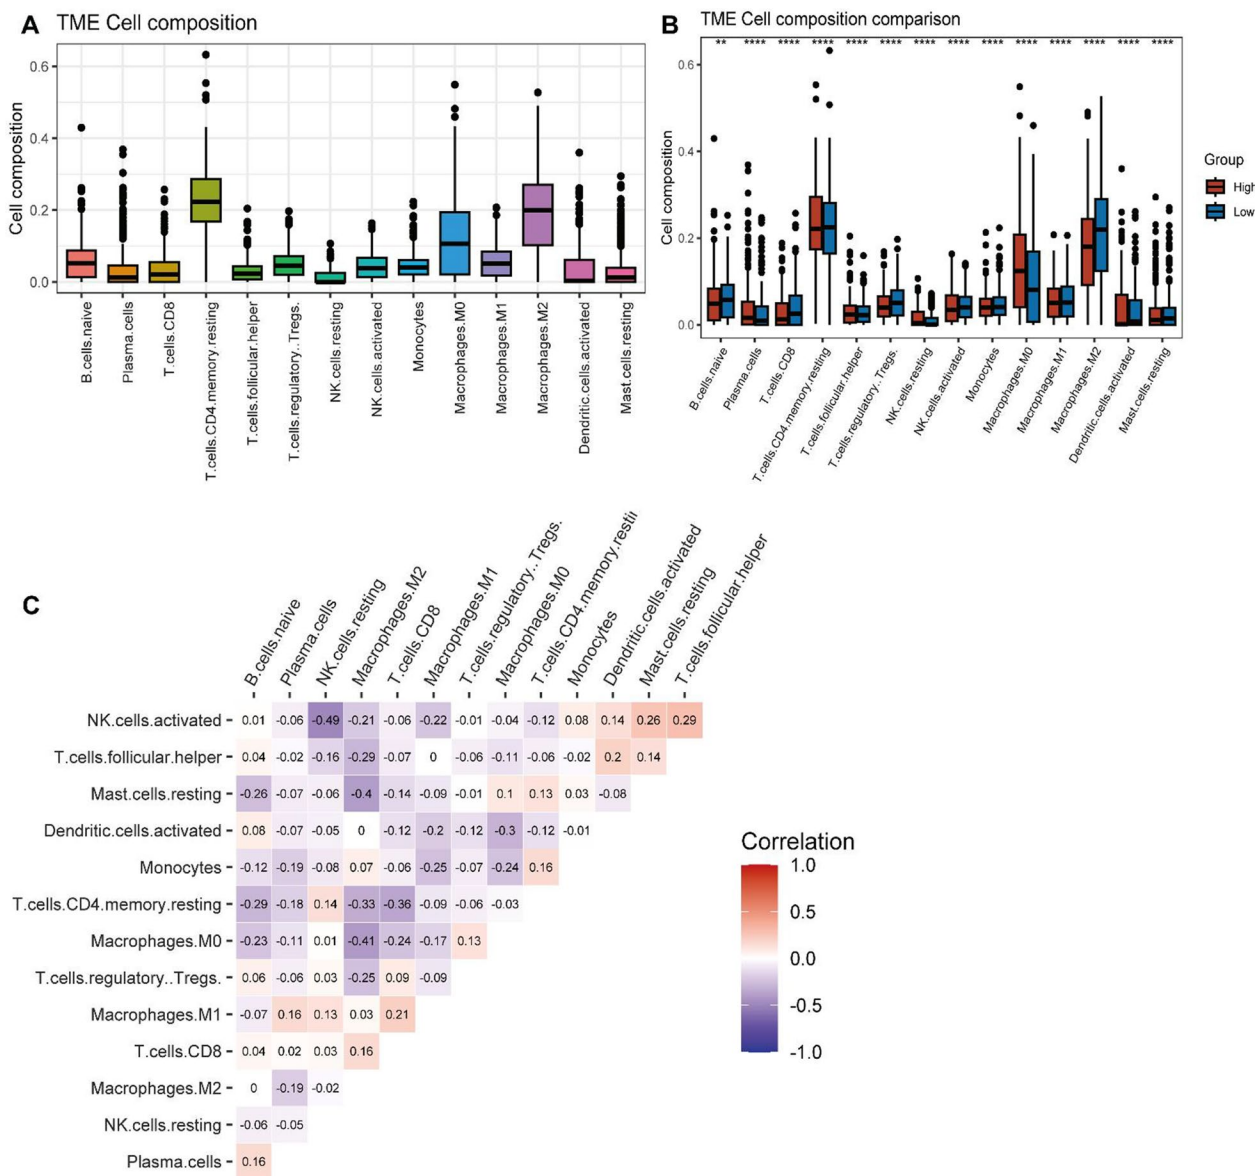 A
TME Cell composition
Cell composition
0.6
0.4
0.2
0.0
B.cells.naive
Plasma.cells
T.cells.CD8
T.cells.CD4.memory.resting
T.cells.follicular.helper
T.cells.regulatory..Tregs.
NK.cells.resting
NK.cells.activated
Monocytes
Macrophages.M0
Macrophages.M1
Macrophages.M2
Dendritic.cells.activated
Mast.cells.resting
B
TME Cell composition comparison
** **** **** **** **** **** **** **** **** **** **** **** **** ****
Cell composition
0.6
0.4
0.2
0.0
B.cells.naive
Plasma.cells
T.cells.CD8
T.cells.CD4.memory.resting
T.cells.follicular.helper
T.cells.regulatory..Tregs.
NK.cells.resting
NK.cells.activated
Monocytes
Macrophages.M0
Macrophages.M1
Macrophages.M2
Dendritic.cells.activated
Mast.cells.resting
Group
High
Low
C
B.cells.naive
Plasma.cells
NK.cells.resting
Macrophages.M2
T.cells.CD8
Macrophages.M1
T.cells.regulatory..Tregs.
Macrophages.M0
T.cells.CD4.memory.restin
Monocytes
Dendritic.cells.activated
Mast.cells.resting
T.cells.follicular.helper
NK.cells.activated 0.01 -0.06 -0.49 -0.21 -0.06 -0.22 -0.01 -0.04 -0.12 0.08 0.14 0.26 0.29
T.cells.follicular.helper 0.04 -0.02 -0.16 -0.29 -0.07 0 -0.06 -0.11 -0.06 -0.02 0.2 0.14
Mast.cells.resting -0.26 -0.07 -0.06 -0.4 -0.14 -0.09 -0.01 0.1 0.13 0.03 -0.08
Dendritic.cells.activated 0.08 -0.07 -0.05 0 -0.12 -0.2 -0.12 -0.3 -0.12 -0.01
Monocytes -0.12 -0.19 -0.08 0.07 -0.06 -0.25 -0.07 -0.24 0.16
T.cells.CD4.memory.resting -0.29 -0.18 0.14 -0.33 -0.36 -0.09 -0.06 -0.03
Macrophages.M0 -0.23 -0.11 0.01 -0.41 -0.24 -0.17 0.13
T.cells.regulatory..Tregs. 0.06 -0.06 0.03 -0.25 0.09 -0.09
Macrophages.M1 -0.07 0.16 0.13 0.03 0.21
T.cells.CD8 0.04 0.02 0.03 0.16
Macrophages.M2 0 -0.19 -0.02
NK.cells.resting -0.06 -0.05
Plasma.cells 0.16
Correlation
1.0
0.5
0.0
-0.5
-1.0